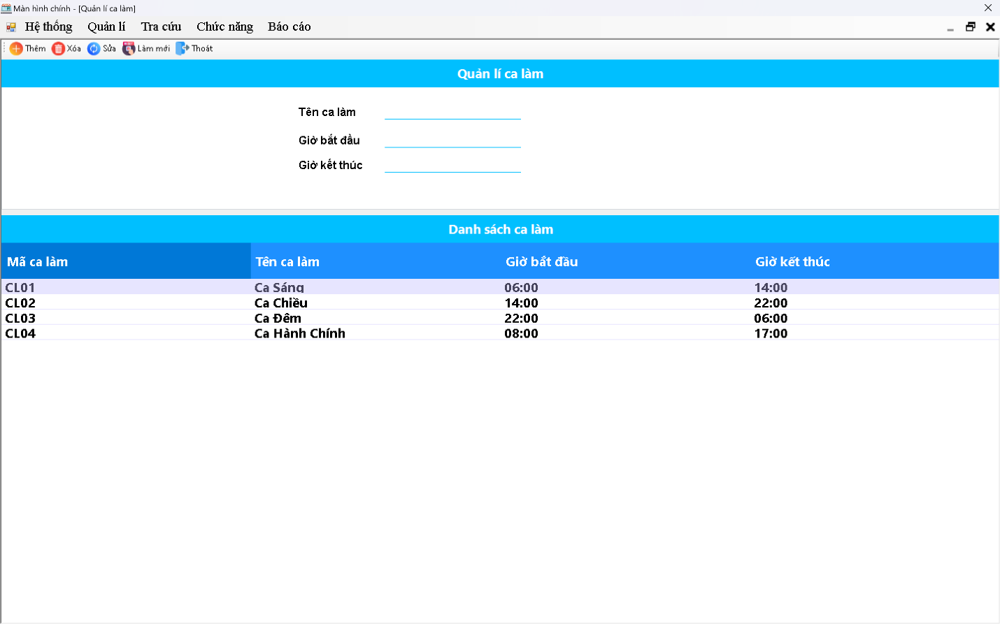 Màn hình chính - [Quản lí ca làm]
Hệ thống Quản lí Tra cứu Chức năng Báo cáo
Thêm Xóa Sửa Làm mới Thoát
Quản lí ca làm
Tên ca làm
Giờ bắt đầu
Giờ kết thúc
Danh sách ca làm
Mã ca làm Tên ca làm Giờ bắt đầu Giờ kết thúc
CL01 Ca Sáng 06:00 14:00
CL02 Ca Chiều 14:00 22:00
CL03 Ca Đêm 22:00 06:00
CL04 Ca Hành Chính 08:00 17:00